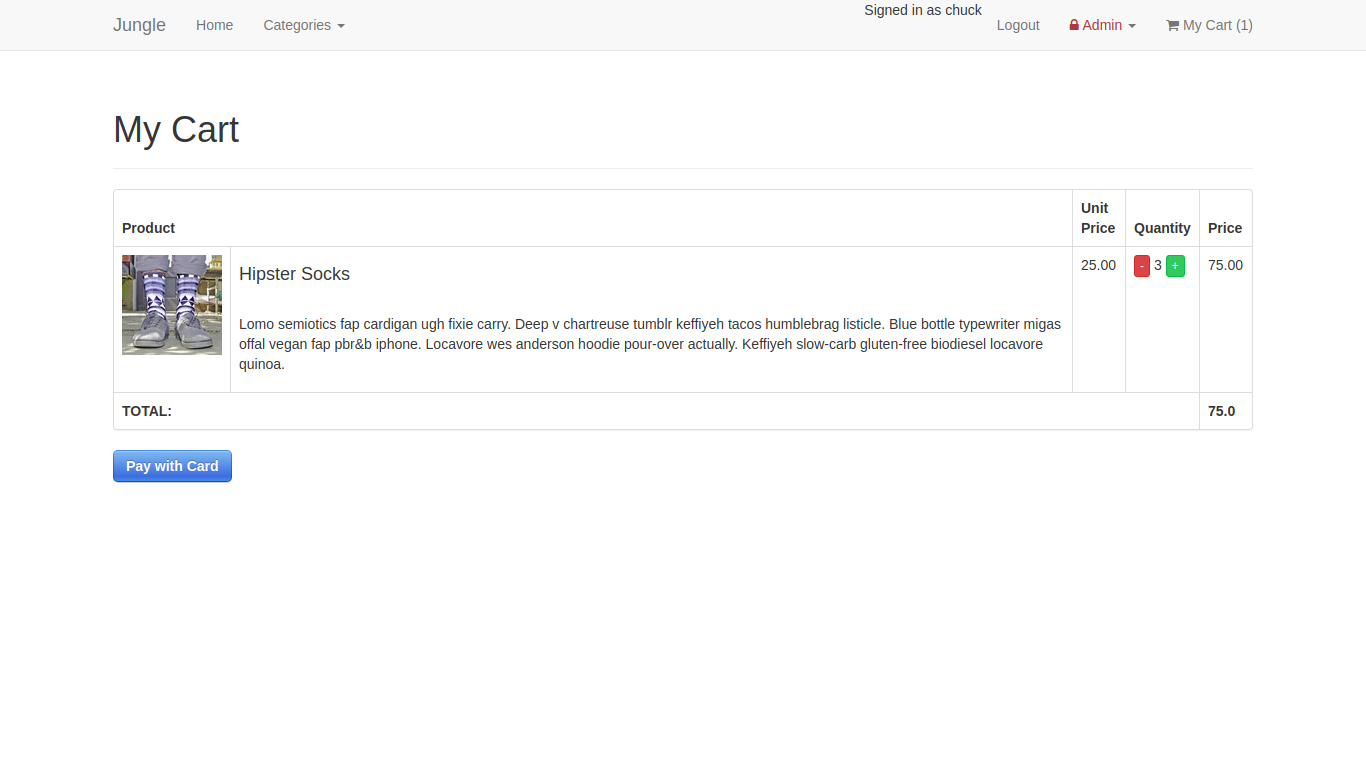 Jungle Home Categories Signed in as chuck Logout Admin My Cart (1)
My Cart
Product Unit Price Quantity Price
Hipster Socks 25.00 - 3 + 75.00
Lomo semiotics fap cardigan ugh fixie carry. Deep v chartreuse tumblr keffiyeh tacos humblebrag listicle. Blue bottle typewriter migas
offal vegan fap pbr&b iphone. Locavore wes anderson hoodie pour-over actually. Keffiyeh slow-carb gluten-free biodiesel locavore
quinoa.
TOTAL: 75.0
Pay with Card